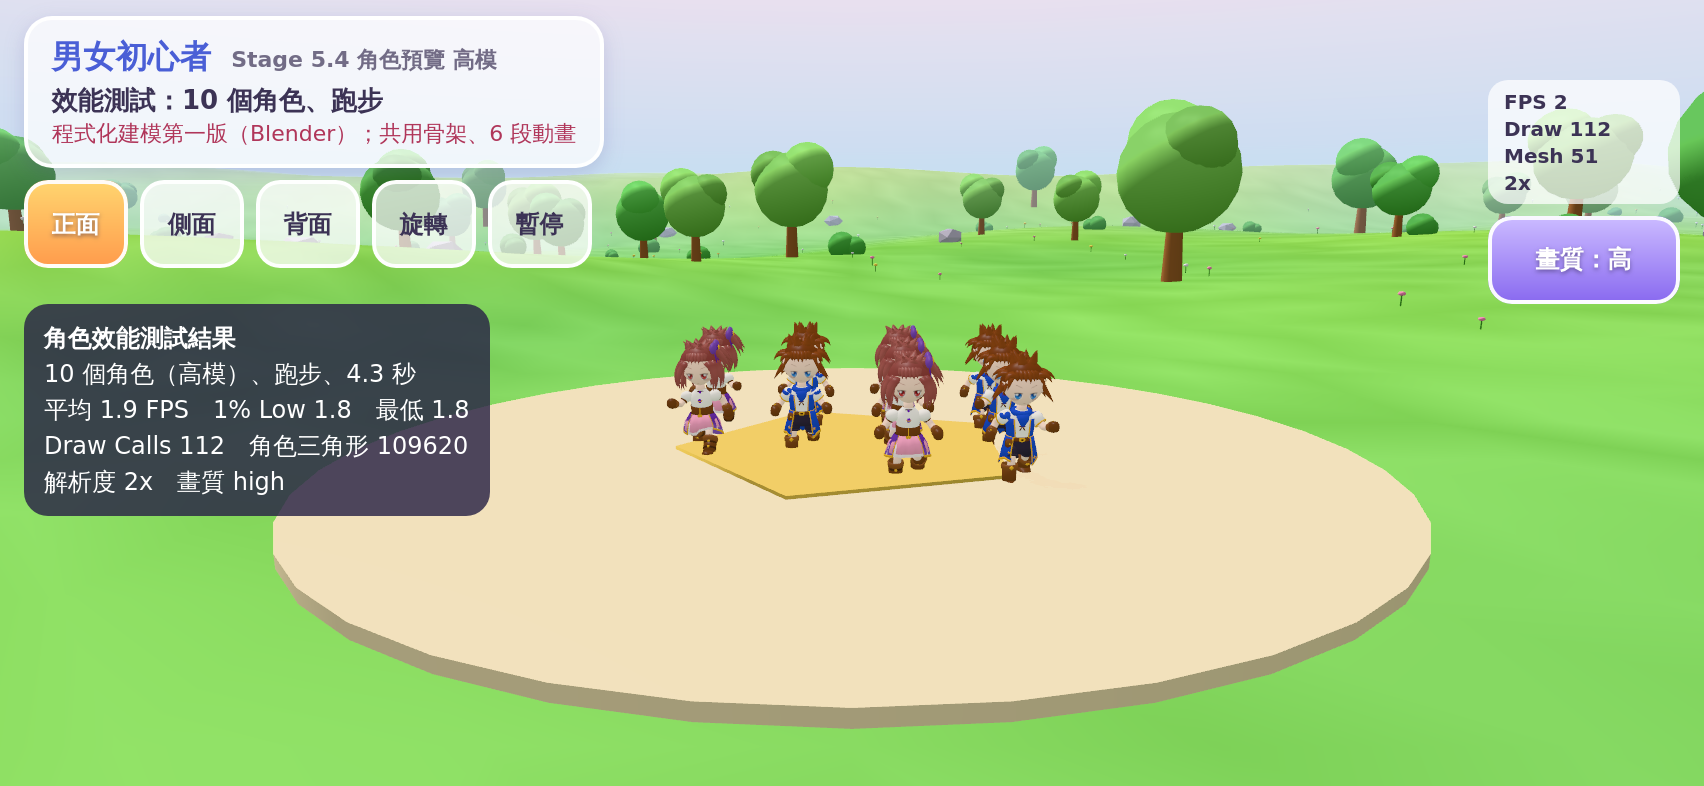 男女初心者 Stage 5.4 角色預覽 高模
效能測試：10 個角色、跑步
程式化建模第一版（Blender）；共用骨架、6 段動畫
正面 側面 背面 旋轉 暫停
FPS 2
Draw 112
Mesh 51
2x
畫質：高
角色效能測試結果
10 個角色（高模）、跑步、4.3 秒
平均 1.9 FPS 1% Low 1.8 最低 1.8
Draw Calls 112 角色三角形 109620
解析度 2x 畫質 high